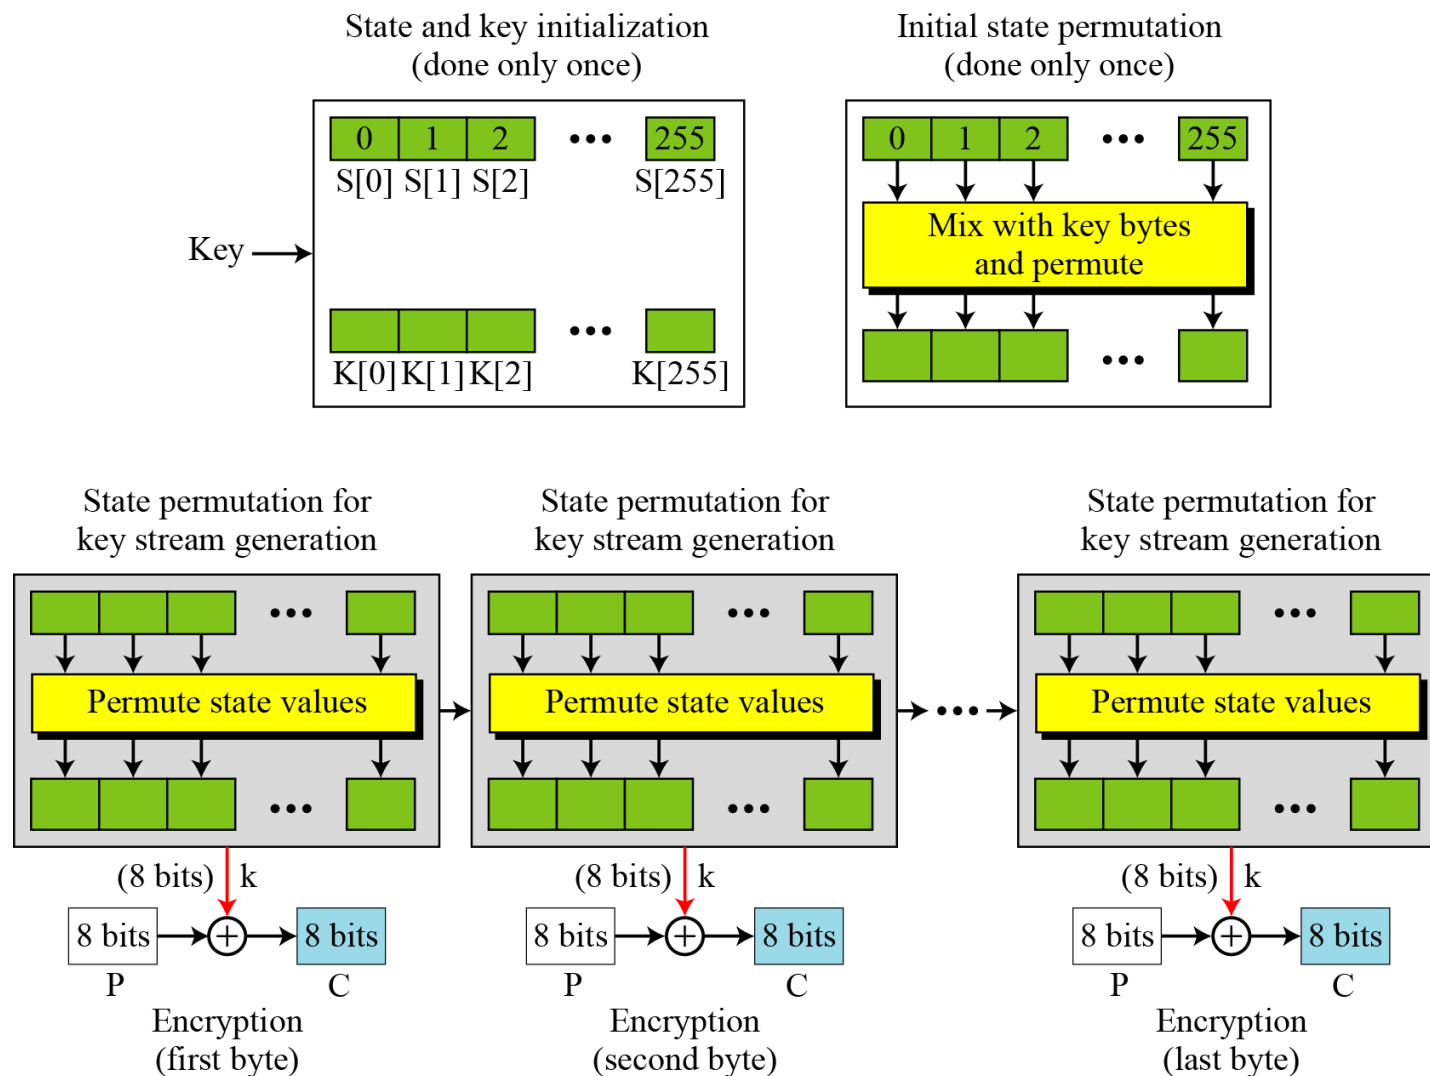 State and key initialization
(done only once)
0 1 2 ••• 255
S[0] S[1] S[2] S[255]
Key
•••
K[0] K[1] K[2] K[255]
Initial state permutation
(done only once)
0 1 2 ••• 255
Mix with key bytes
and permute
•••
State permutation for
key stream generation
•••
Permute state values
•••
(8 bits) k
8 bits + 8 bits
P C
Encryption
(first byte)
State permutation for
key stream generation
•••
Permute state values
•••
(8 bits) k
8 bits + 8 bits
P C
Encryption
(second byte)
•••
State permutation for
key stream generation
•••
Permute state values
•••
(8 bits) k
8 bits + 8 bits
P C
Encryption
(last byte)